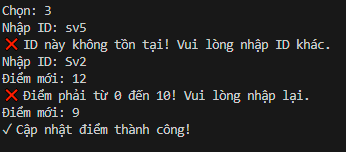 Chọn: 3
Nhập ID: sv5
❌ ID này không tồn tại! Vui lòng nhập ID khác.
Nhập ID: Sv2
Điểm mới: 12
❌ Điểm phải từ 0 đến 10! Vui lòng nhập lại.
Điểm mới: 9
✓ Cập nhật điểm thành công!